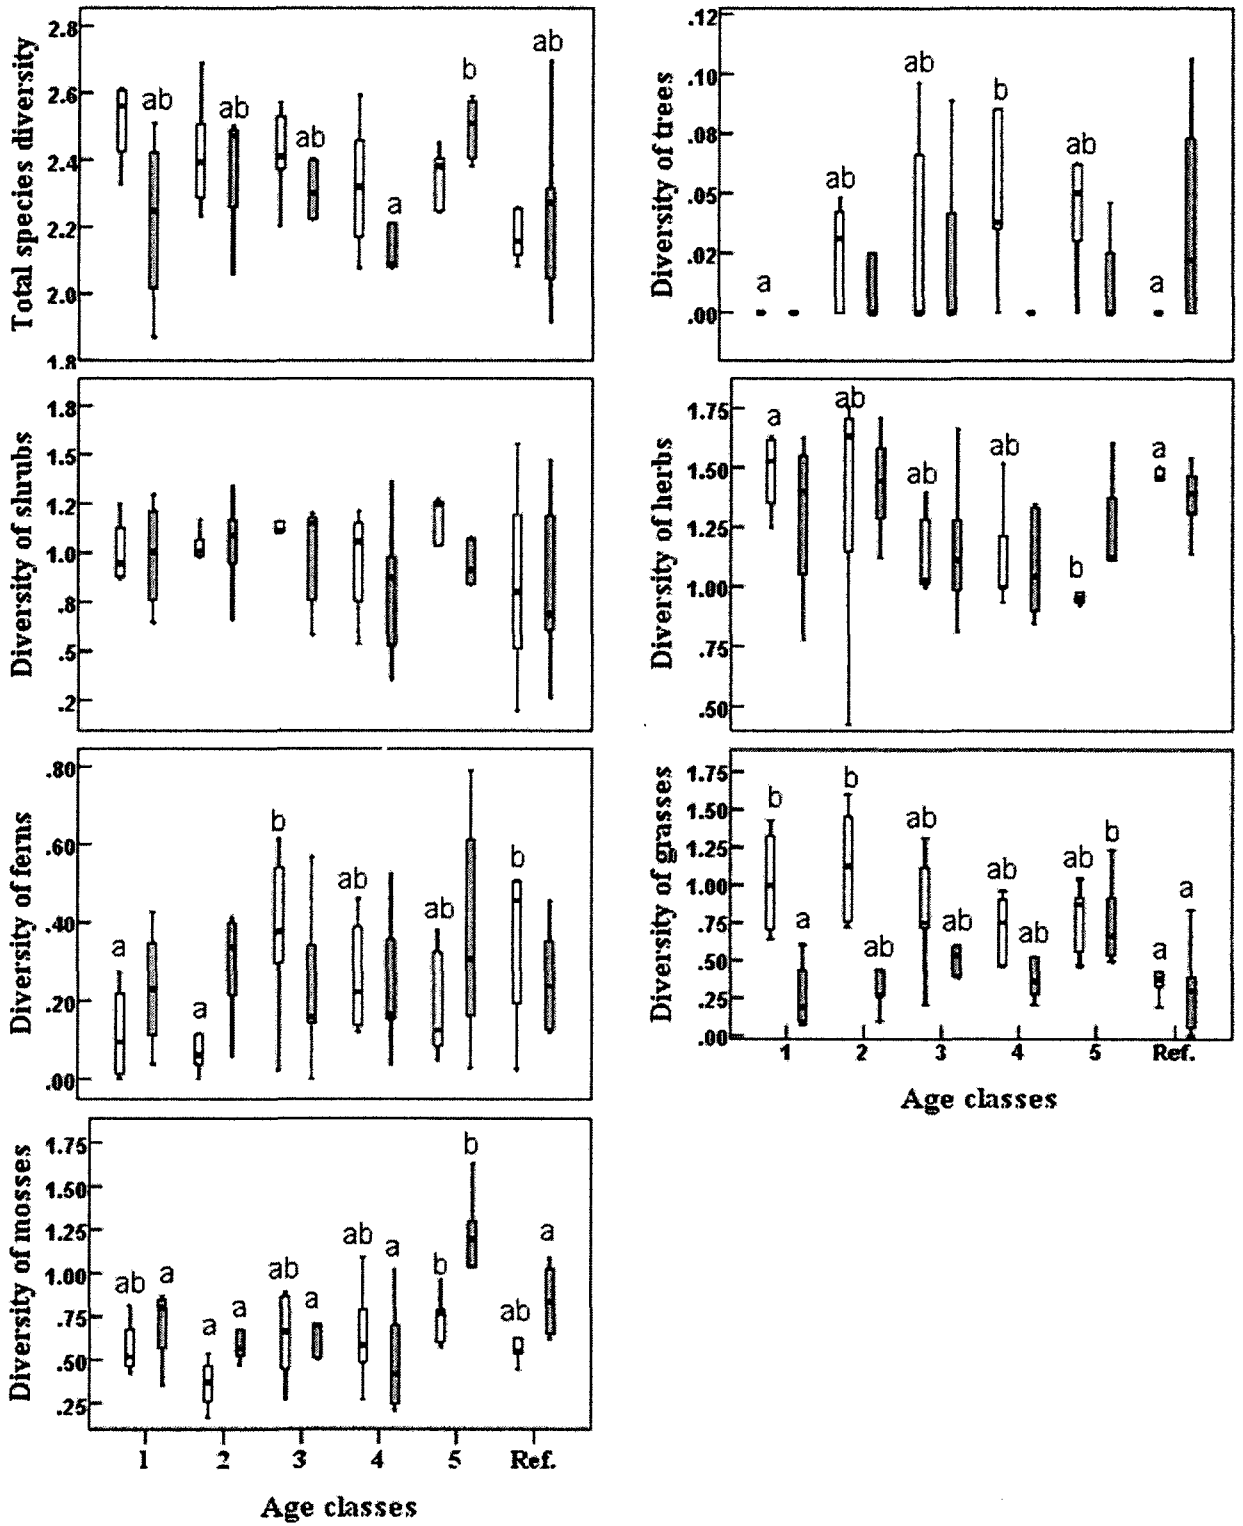 Total species diversity
2.8
2.6
2.4
2.2
2.0
1.8
ab
ab
ab
a
b
ab
Diversity of trees
.12
.10
.08
.05
.02
.00
a
ab
ab
b
ab
a
Diversity of shrubs
1.8
1.5
1.2
1.0
.8
.5
.2
Diversity of herbs
1.75
1.50
1.25
1.00
.75
.50
a
ab
ab
ab
b
a
Diversity of ferns
.80
.60
.40
.20
.00
a
a
b
ab
ab
b
Diversity of grasses
1.75
1.50
1.25
1.00
.75
.50
.25
.00
b
a
b
ab
ab
ab
ab
ab
ab
b
a
a
1 2 3 4 5 Ref.
Age classes
Diversity of mosses
1.75
1.50
1.25
1.00
.75
.50
.25
ab
a
a
a
ab
a
ab
a
b
b
ab
a
1 2 3 4 5 Ref.
Age classes